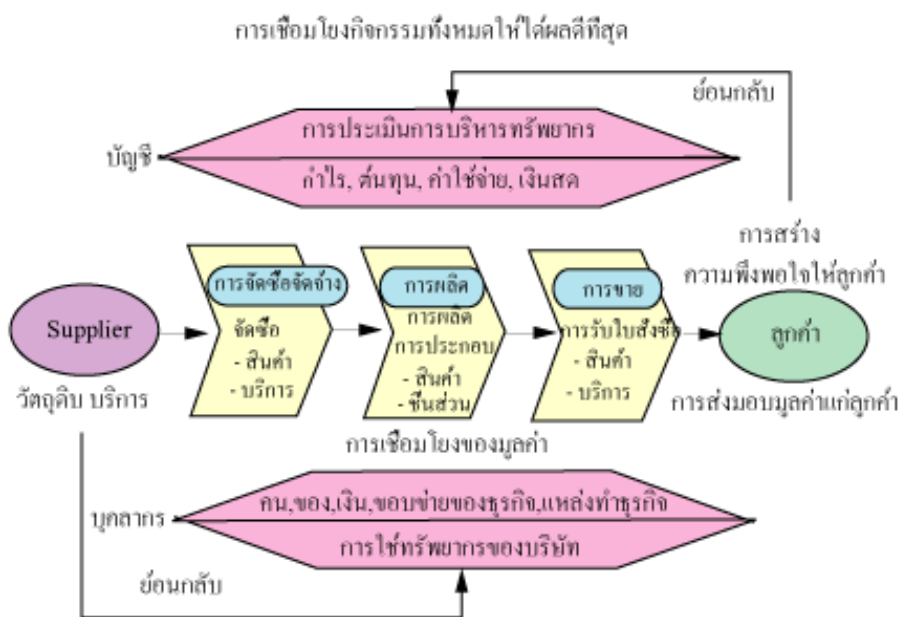 การเชื่อมโยงกิจกรรมทั้งหมดให้ได้ผลดีที่สุด
ย้อนกลับ
การประเมินการบริหารทรัพยากร
บัญชี
กำไร, ต้นทุน, ค่าใช้จ่าย, เงินสด
การสร้าง
ความพึงพอใจให้ลูกค้า
การจัดซื้อจัดจ้าง
การผลิต
การขาย
Supplier
จัดซื้อ
- สินค้า
- บริการ
การผลิต
การประกอบ
- สินค้า
- ชิ้นส่วน
การรับใบสั่งซื้อ
- สินค้า
- บริการ
ลูกค้า
วัตถุดิบ บริการ
การส่งมอบมูลค่าแก่ลูกค้า
การเชื่อมโยงของมูลค่า
คน,ของ,เงิน,ขอบข่ายของธุรกิจ,แหล่งทำธุรกิจ
บุคลากร
การใช้ทรัพยากรของบริษัท
ย้อนกลับ